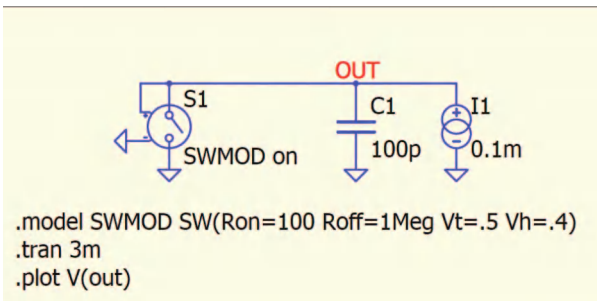 OUT
S1
C1
I1
SWMOD on
100p
0.1m
.model SWMOD SW(Ron=100 Roff=1Meg Vt=.5 Vh=.4)
.tran 3m
.plot V(out)